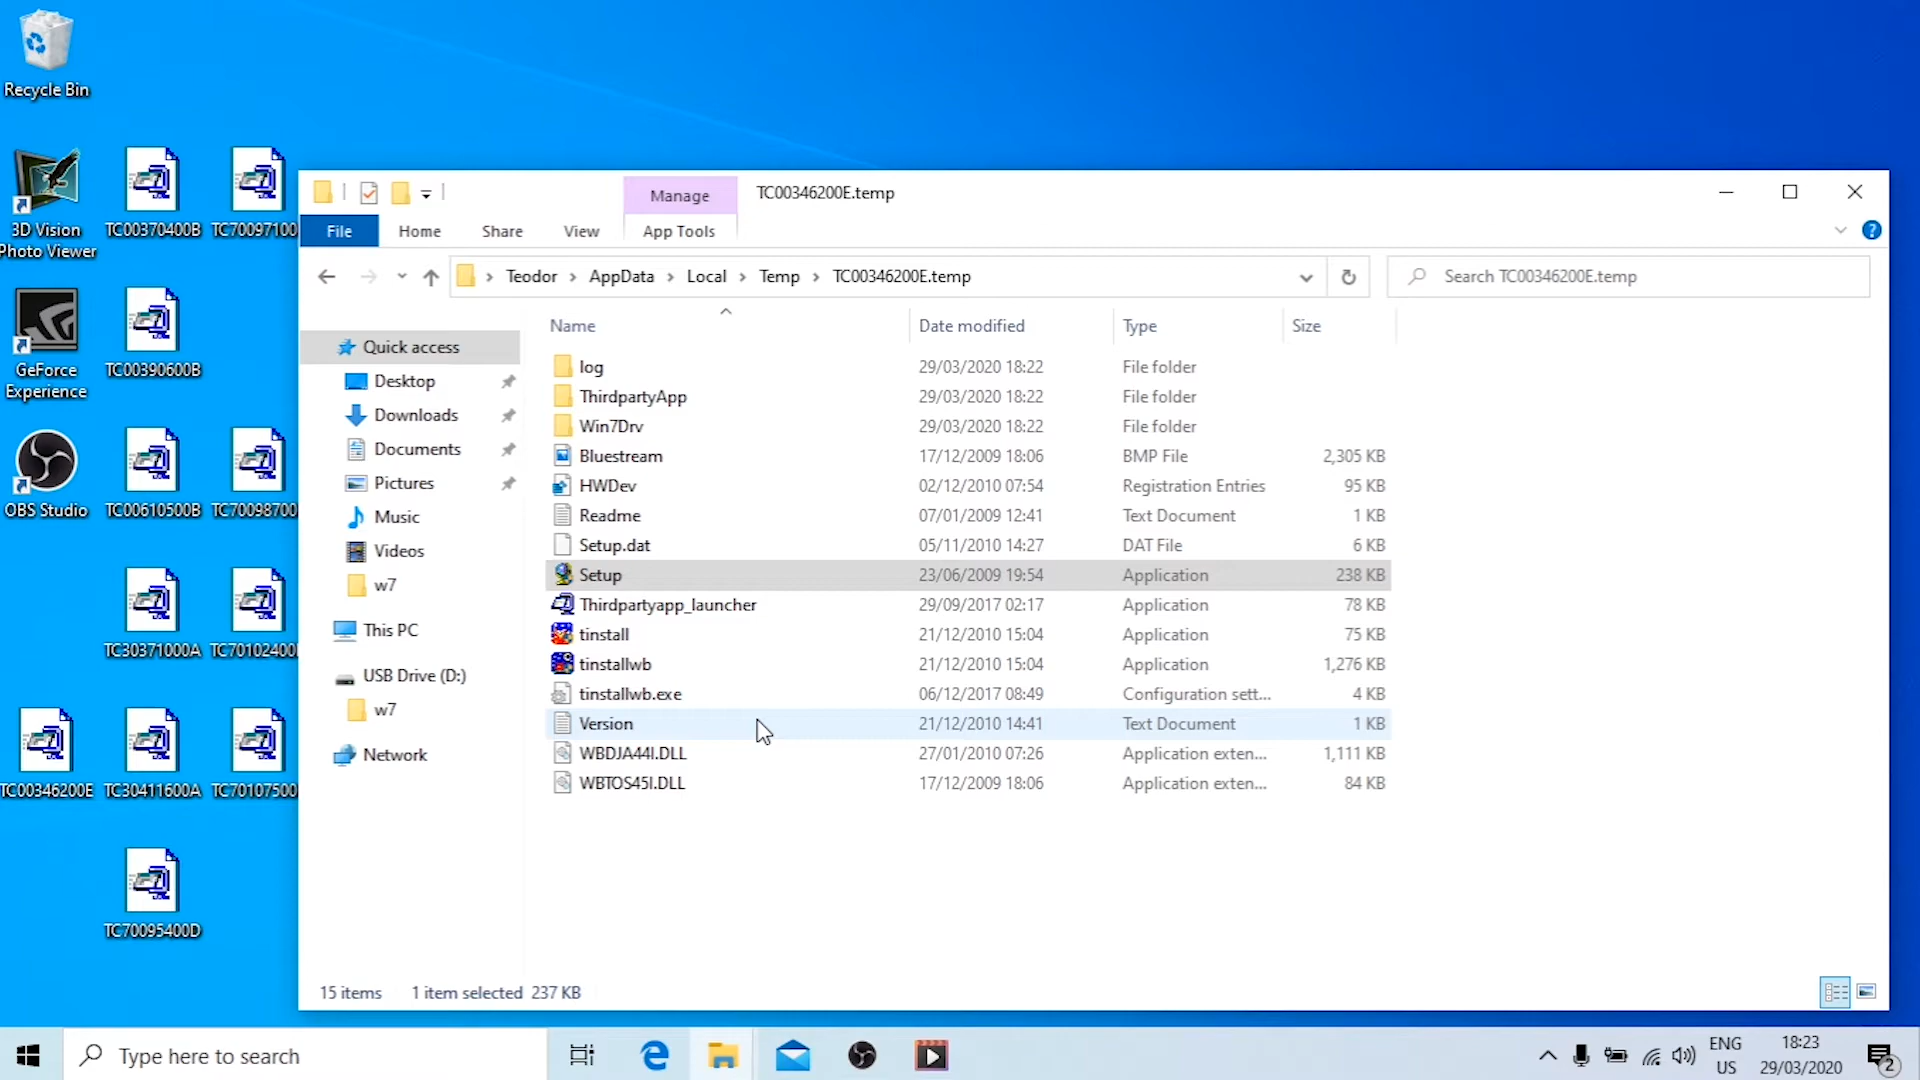 Recycle Bin
3D Vision
Photo Viewer
TC00370400B
TC70097100
GeForce
Experience
TC00390600B
OBS Studio
TC00610500B
TC70098700
TC30371000A
TC70102400
TC00346200E
TC30411600A
TC70107500
TC70095400D
Manage
TC00346200E.temp
File
Home
Share
View
App Tools
?
Teodor
AppData
Local
Temp
TC00346200E.temp
Search TC00346200E.temp
Quick access
Desktop
Downloads
Documents
Pictures
Music
Videos
w7
This PC
USB Drive (D:)
w7
Network
Name Date modified Type Size
log 29/03/2020 18:22 File folder
ThirdpartyApp 29/03/2020 18:22 File folder
Win7Drv 29/03/2020 18:22 File folder
Bluestream 17/12/2009 18:06 BMP File 2,305 KB
HWDev 02/12/2010 07:54 Registration Entries 95 KB
Readme 07/01/2009 12:41 Text Document 1 KB
Setup.dat 05/11/2010 14:27 DAT File 6 KB
Setup 23/06/2009 19:54 Application 238 KB
Thirdpartyapp_launcher 29/09/2017 02:17 Application 78 KB
tinstall 21/12/2010 15:04 Application 75 KB
tinstallwb 21/12/2010 15:04 Application 1,276 KB
tinstallwb.exe 06/12/2017 08:49 Configuration sett... 4 KB
Version 21/12/2010 14:41 Text Document 1 KB
WBDJA44I.DLL 27/01/2010 07:26 Application exten... 1,111 KB
WBTOS45I.DLL 17/12/2009 18:06 Application exten... 84 KB
15 items 1 item selected 237 KB
Type here to search
ENG
US
18:23
29/03/2020
2